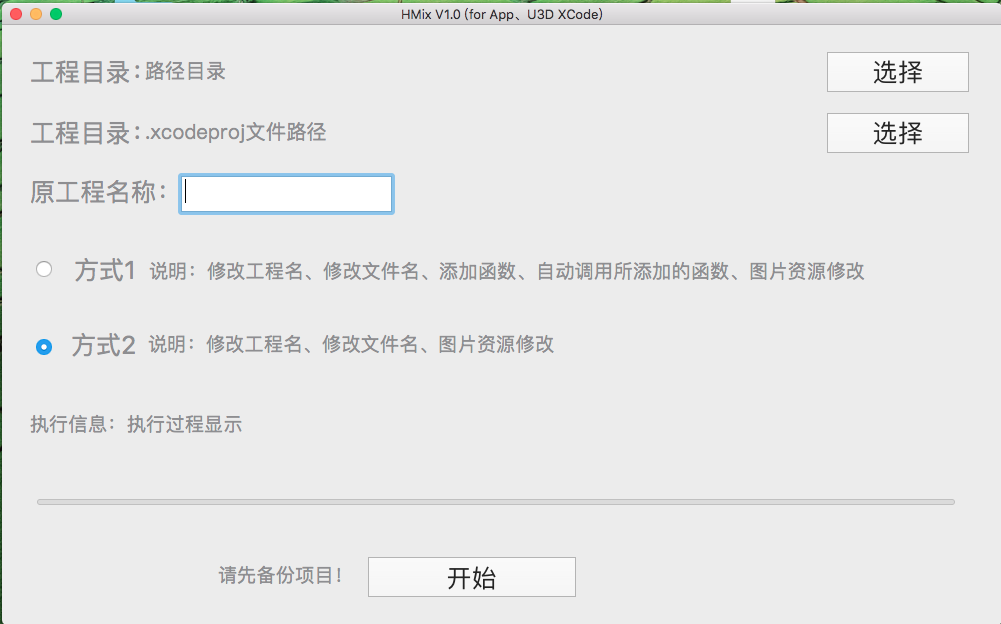 HMix V1.0 (for App、U3D XCode)
工程目录：路径目录 选择
工程目录：.xcodeproj文件路径 选择
原工程名称：
方式1 说明：修改工程名、修改文件名、添加函数、自动调用所添加的函数、图片资源修改
方式2 说明：修改工程名、修改文件名、图片资源修改
执行信息：执行过程显示
请先备份项目！ 开始